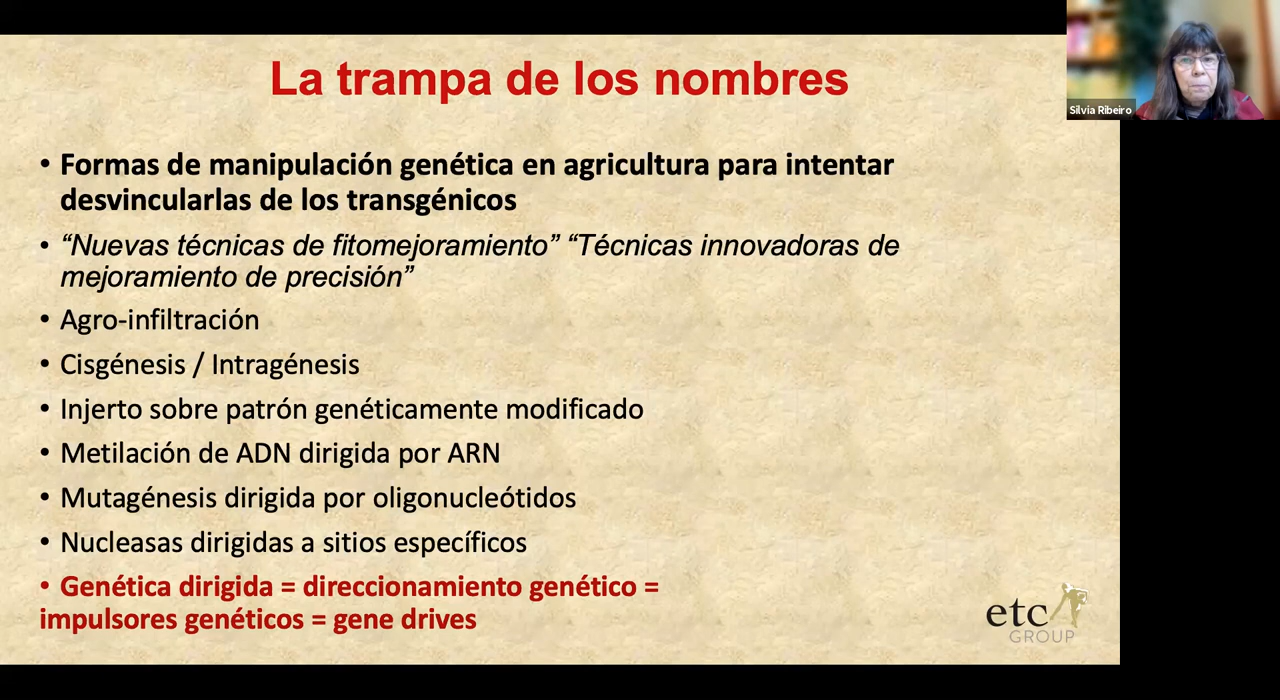 La trampa de los nombres
Silvia Ribeiro
• Formas de manipulación genética en agricultura para intentar
desvincularlas de los transgénicos
• “Nuevas técnicas de fitomejoramiento” “Técnicas innovadoras de
mejoramiento de precisión”
• Agro-infiltración
• Cisgénesis / Intragénesis
• Injerto sobre patrón genéticamente modificado
• Metilación de ADN dirigida por ARN
• Mutagénesis dirigida por oligonucleótidos
• Nucleasas dirigidas a sitios específicos
• Genética dirigida = direccionamiento genético =
impulsores genéticos = gene drives
etc
GROUP